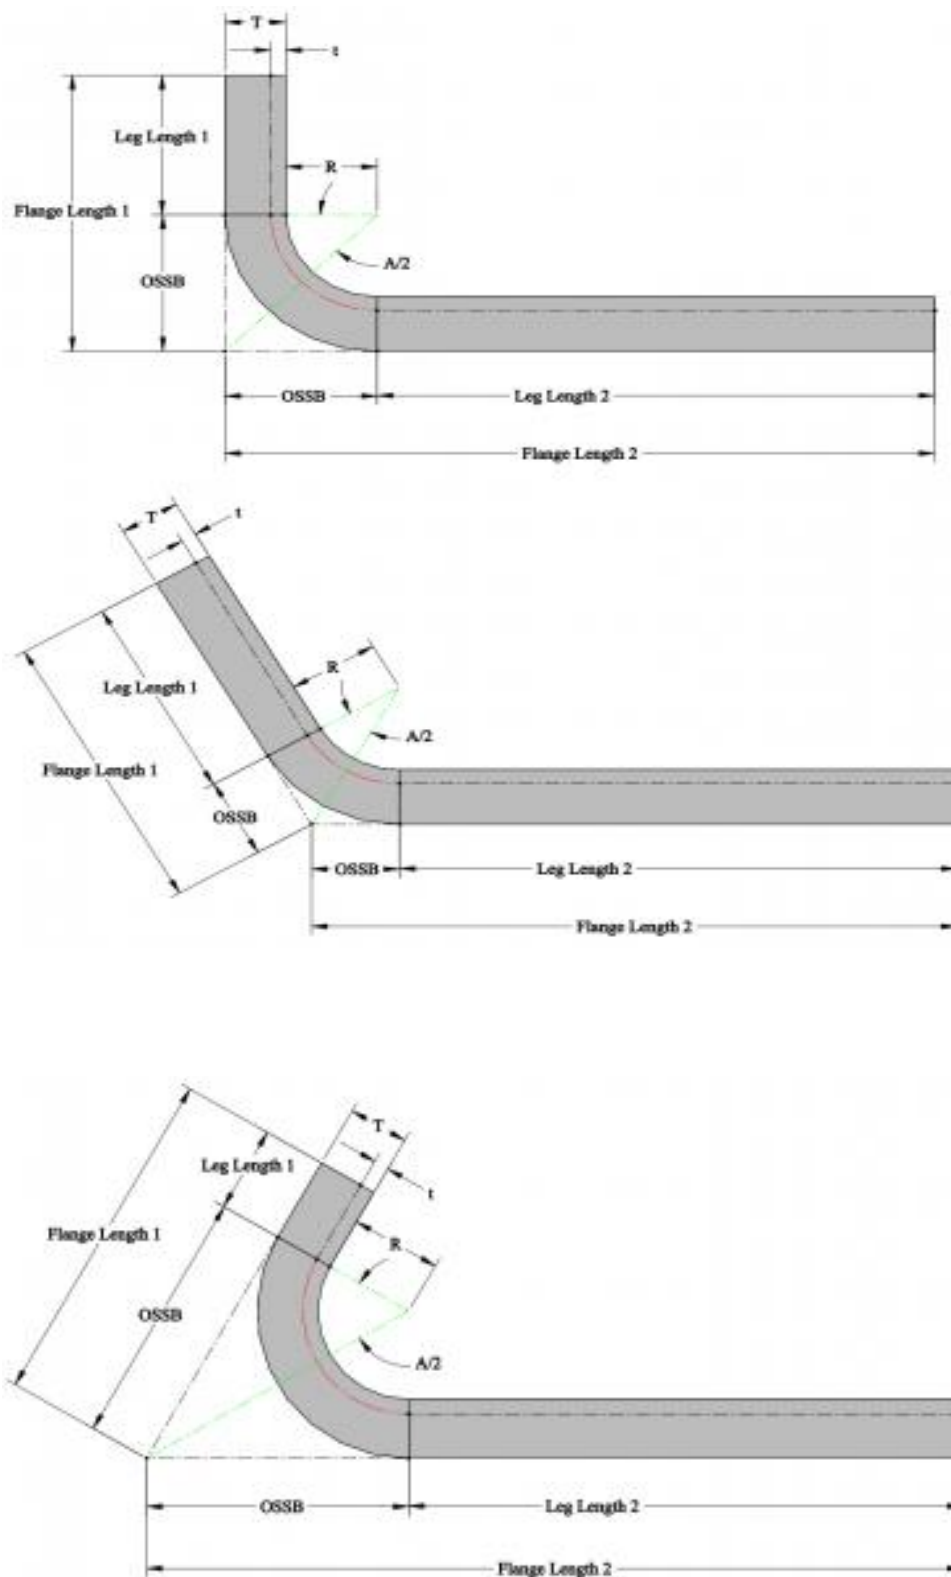 T
t
Leg Length 1
R
Flange Length 1
A/2
OSSB
OSSB
Leg Length 2
Flange Length 2
T
t
R
Leg Length 1
A/2
Flange Length 1
OSSB
OSSB
Leg Length 2
Flange Length 2
T
Leg Length 1
t
Flange Length 1
R
OSSB
A/2
OSSB
Leg Length 2
Flange Length 2